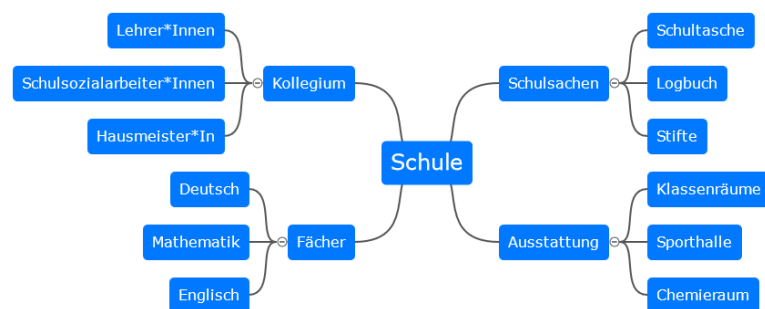 Lehrer*Innen
Schulsozialarbeiter*Innen
Hausmeister*In
Kollegium
Deutsch
Mathematik
Englisch
Fächer
Schule
Schulsachen
Schultasche
Logbuch
Stifte
Ausstattung
Klassenräume
Sporthalle
Chemieraum